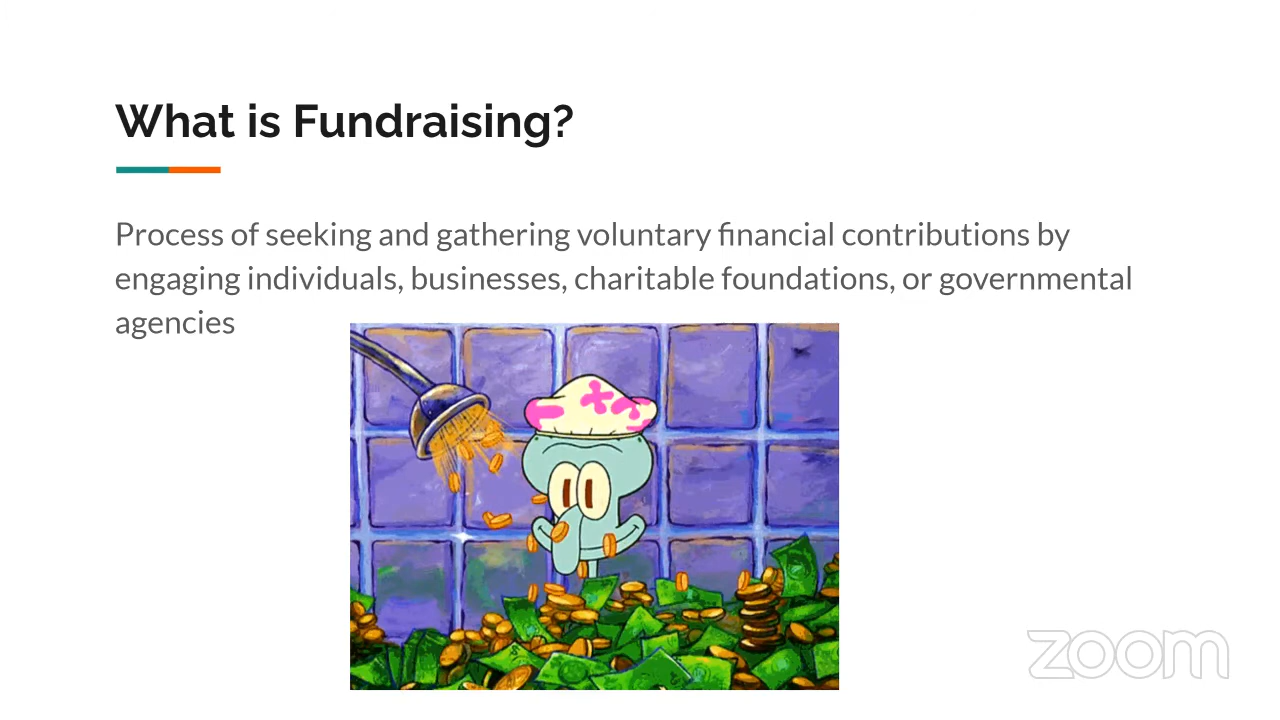 What is Fundraising?
Process of seeking and gathering voluntary financial contributions by
engaging individuals, businesses, charitable foundations, or governmental
agencies
zoom